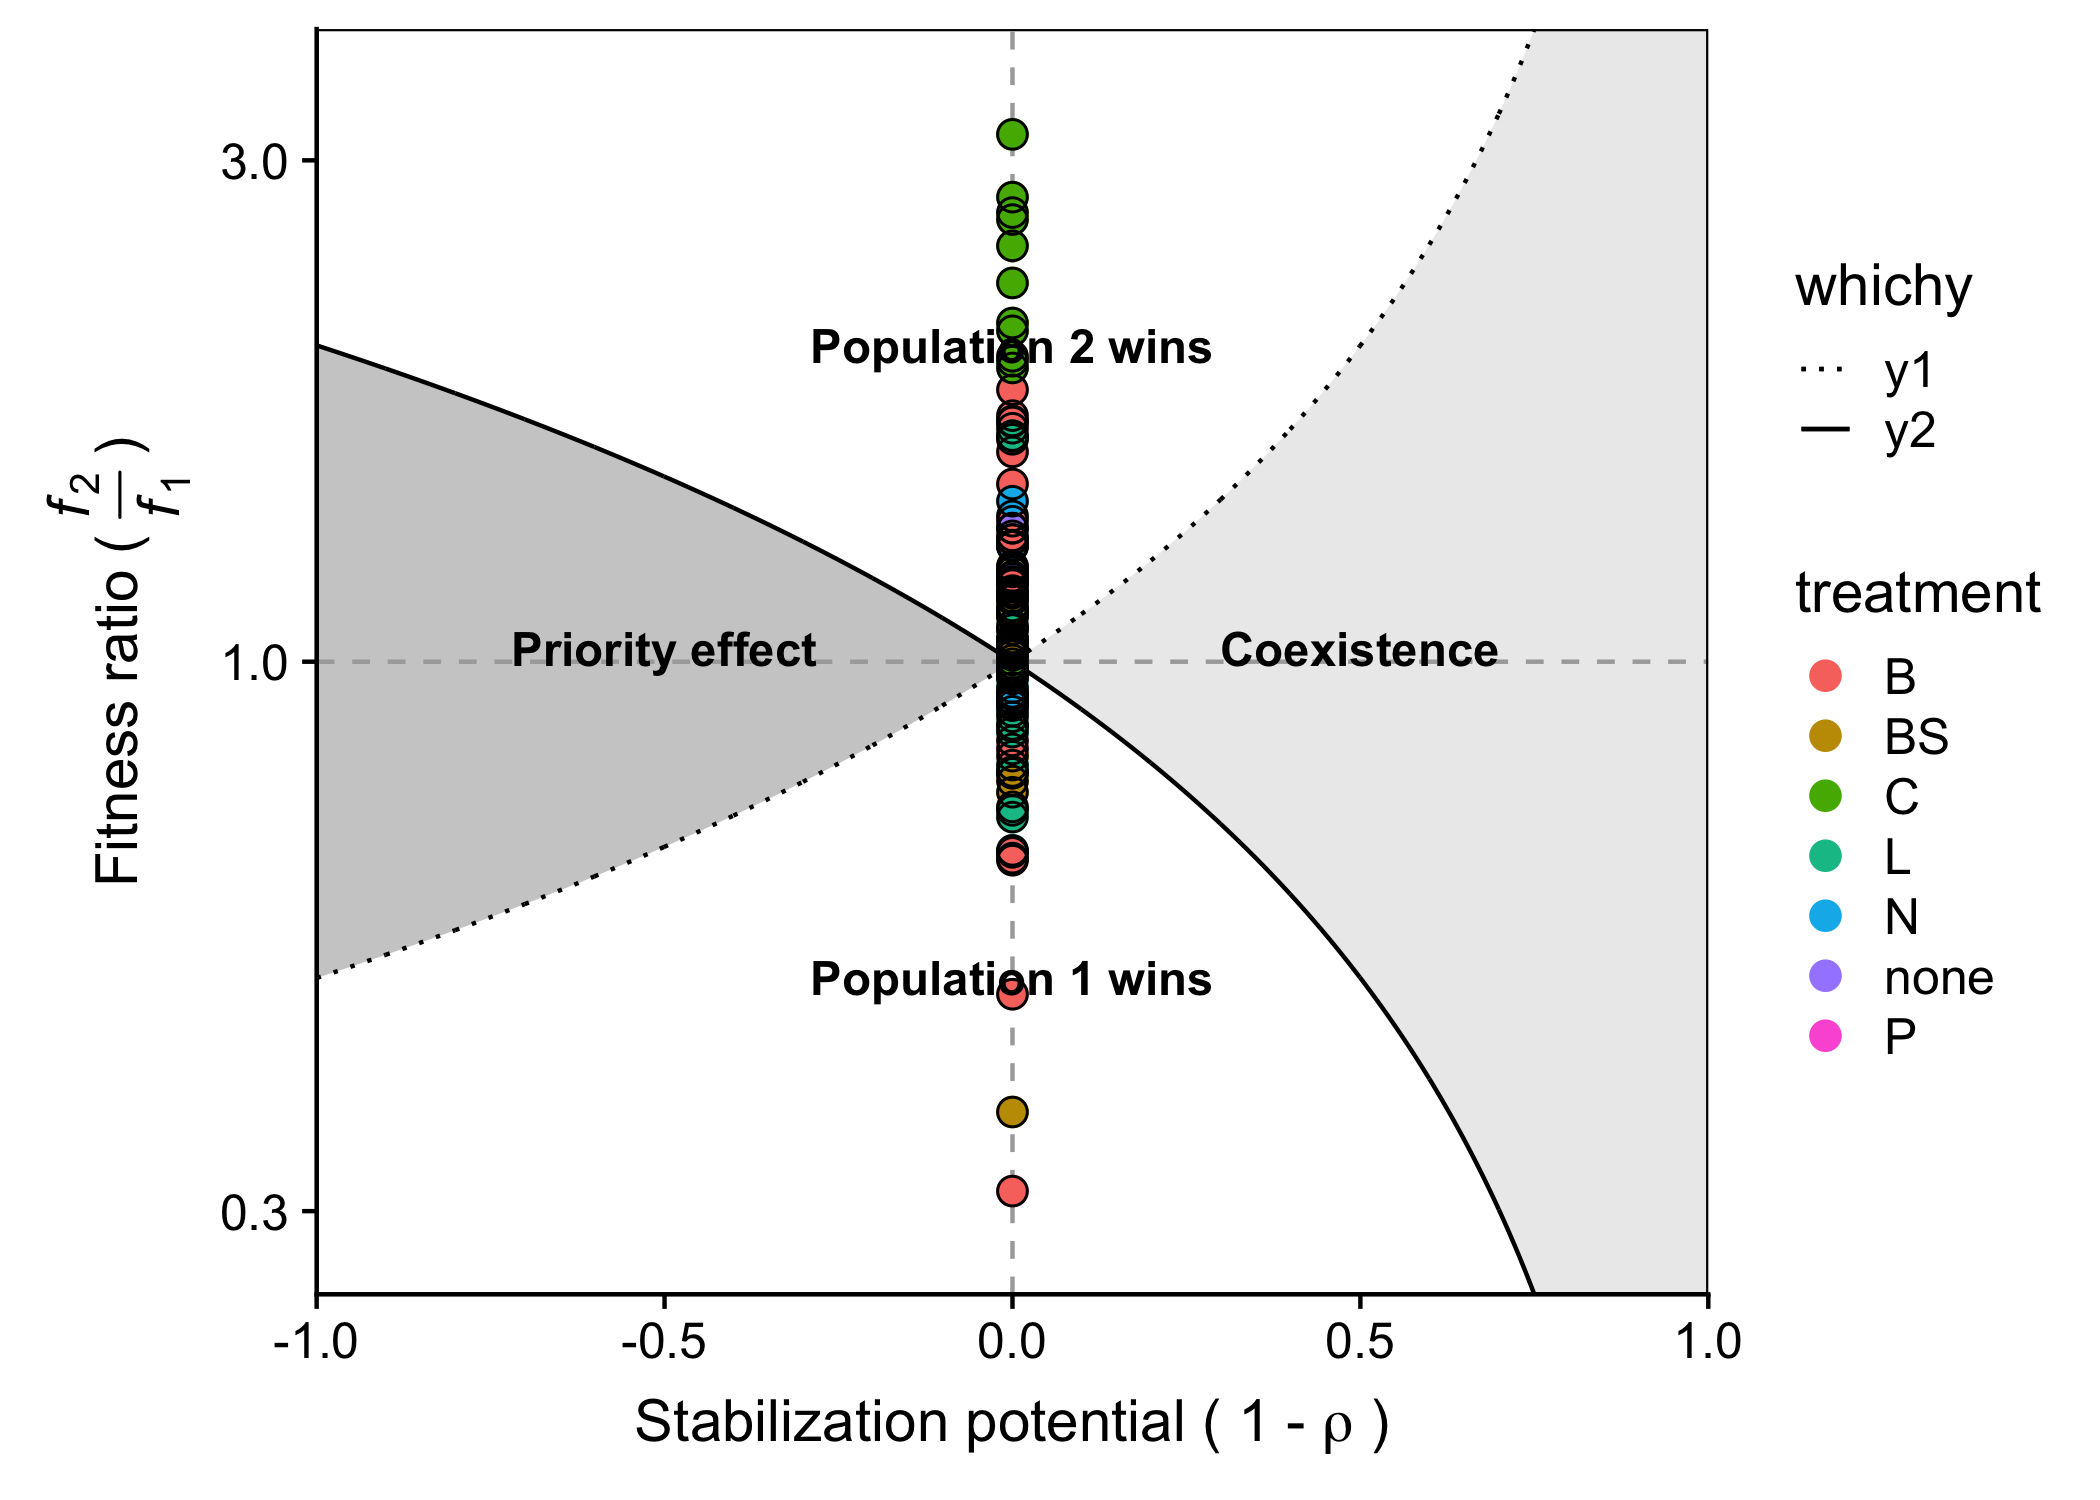 Fitness ratio ( f2/f1 )
3.0
1.0
0.3
Population 2 wins
Priority effect
Coexistence
Population 1 wins
-1.0 -0.5 0.0 0.5 1.0
Stabilization potential ( 1 - ρ )
whichy
y1
y2
treatment
B
BS
C
L
N
none
P